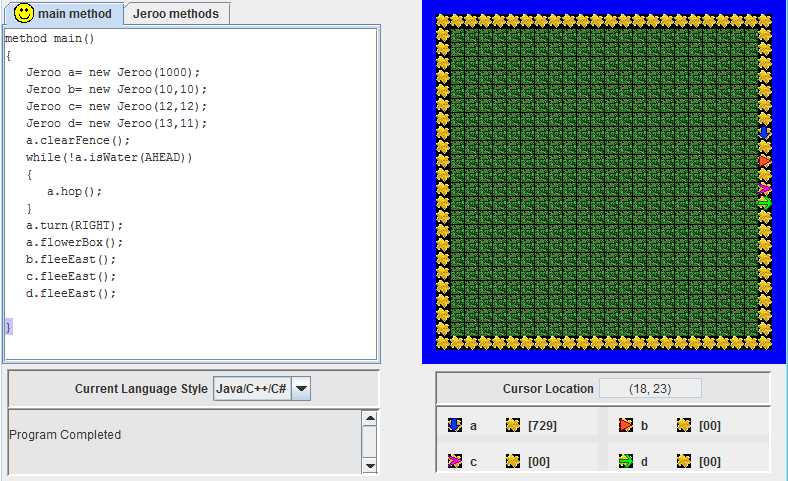 main method
Jeroo methods
method main()
{
Jeroo a= new Jeroo(1000);
Jeroo b= new Jeroo(10,10);
Jeroo c= new Jeroo(12,12);
Jeroo d= new Jeroo(13,11);
a.clearFence();
while(!a.isWater(AHEAD))
{
a.hop();
}
a.turn(RIGHT);
a.flowerBox();
b.fleeEast();
c.fleeEast();
d.fleeEast();
}
Current Language Style Java/C++/C#
Program Completed
Cursor Location (18, 23)
a [729] b [00]
c [00] d [00]